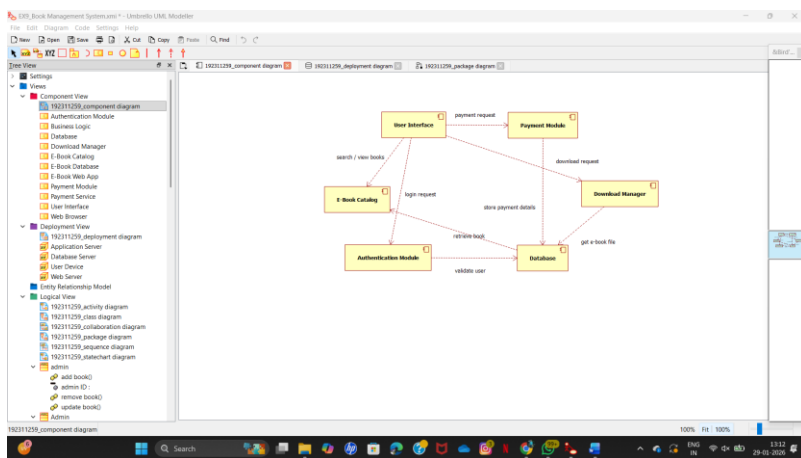 EX9_Book Management System.xmi * - Umbrello UML Modeller
File Edit Diagram Code Settings Help
New Open Save Cut Copy Paste Find
XYZ
Tree View
Settings
Views
Component View
192311259_component diagram
Authentication Module
Business Logic
Database
Download Manager
E-Book Catalog
E-Book Database
E-Book Web App
Payment Module
Payment Service
User Interface
Web Browser
Deployment View
192311259_deployment diagram
Application Server
Database Server
User Device
Web Server
Entity Relationship Model
Logical View
192311259_activity diagram
192311259_class diagram
192311259_collaboration diagram
192311259_package diagram
192311259_sequence diagram
192311259_statechart diagram
admin
add book()
admin ID :
remove book()
update book()
Admin
192311259_component diagram
192311259_deployment diagram
192311259_package diagram
User Interface
payment request
Payment Module
search / view books
download request
E-Book Catalog
login request
Download Manager
store payment details
retrieve book
get e-book file
Authentication Module
validate user
Database
192311259_component diagram
100% Fit 100%
Search
99+
ENG
IN
13:12
29-01-2026